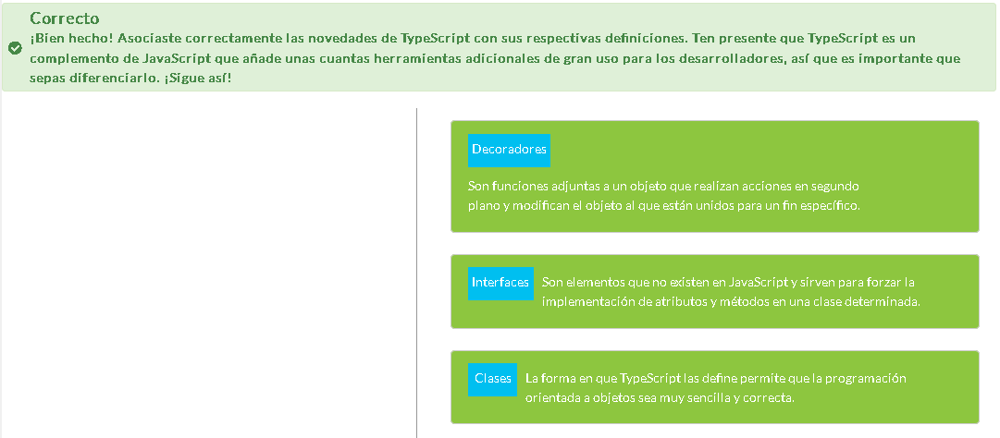 Correcto
¡Bien hecho! Asociaste correctamente las novedades de TypeScript con sus respectivas definiciones. Ten presente que TypeScript es un
complemento de JavaScript que añade unas cuantas herramientas adicionales de gran uso para los desarrolladores, así que es importante que
sepas diferenciarlo. ¡Sigue así!
Decoradores
Son funciones adjuntas a un objeto que realizan acciones en segundo
plano y modifican el objeto al que están unidos para un fin específico.
Interfaces
Son elementos que no existen en JavaScript y sirven para forzar la
implementación de atributos y métodos en una clase determinada.
Clases
La forma en que TypeScript las define permite que la programación
orientada a objetos sea muy sencilla y correcta.